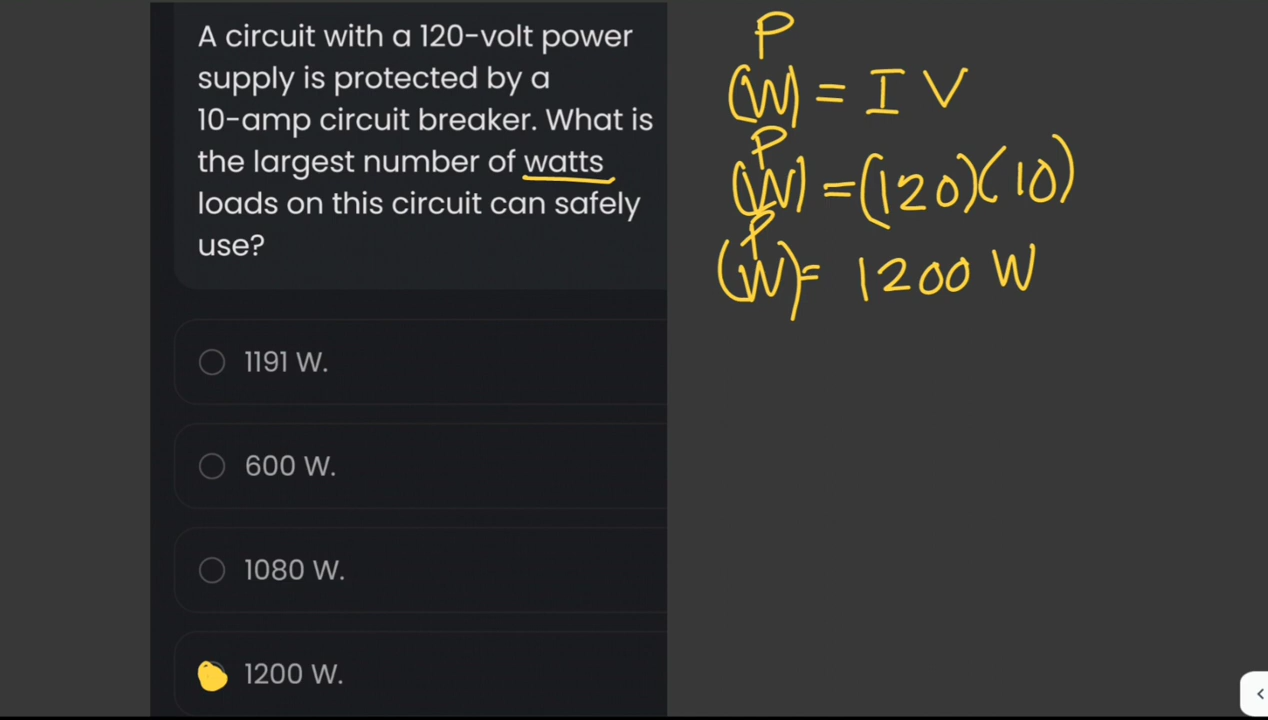 A circuit with a 120-volt power
supply is protected by a
10-amp circuit breaker. What is
the largest number of watts
loads on this circuit can safely
use?
1191 W.
600 W.
1080 W.
1200 W.
P
(W) = I V
P
(W) = (120)(10)
P
(W) = 1200 W
<